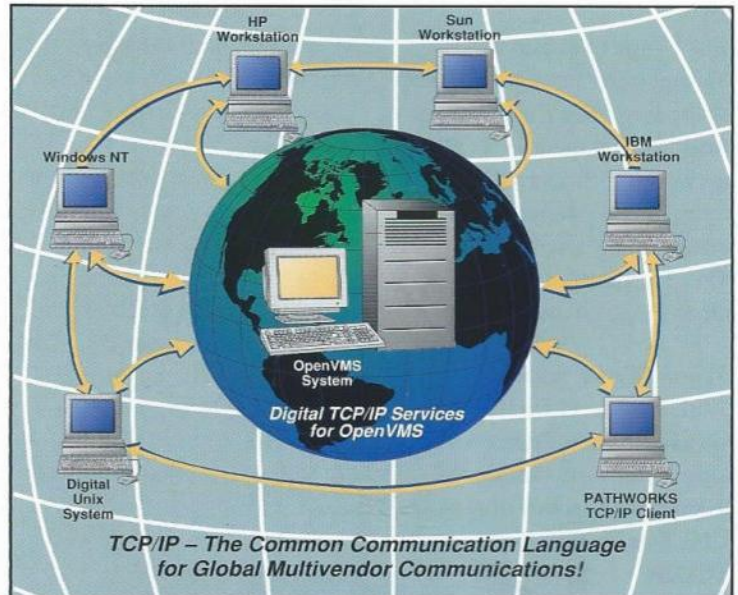 HP
Workstation
Sun
Workstation
Windows NT
IBM
Workstation
OpenVMS
System
Digital TCP/IP Services
for OpenVMS
Digital
Unix
System
PATHWORKS
TCP/IP Client
TCP/IP – The Common Communication Language
for Global Multivendor Communications!